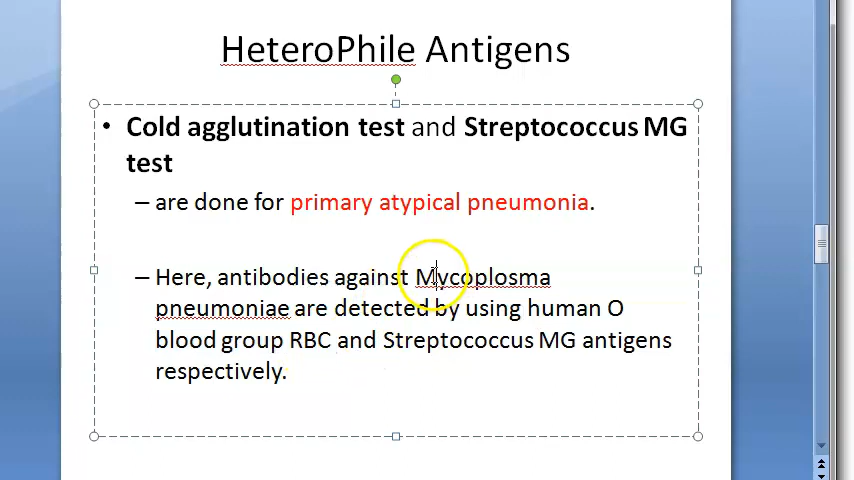 HeteroPhile Antigens
• Cold agglutination test and Streptococcus MG
test
– are done for primary atypical pneumonia.
– Here, antibodies against Mycoplosma
pneumoniae are detected by using human O
blood group RBC and Streptococcus MG antigens
respectively.